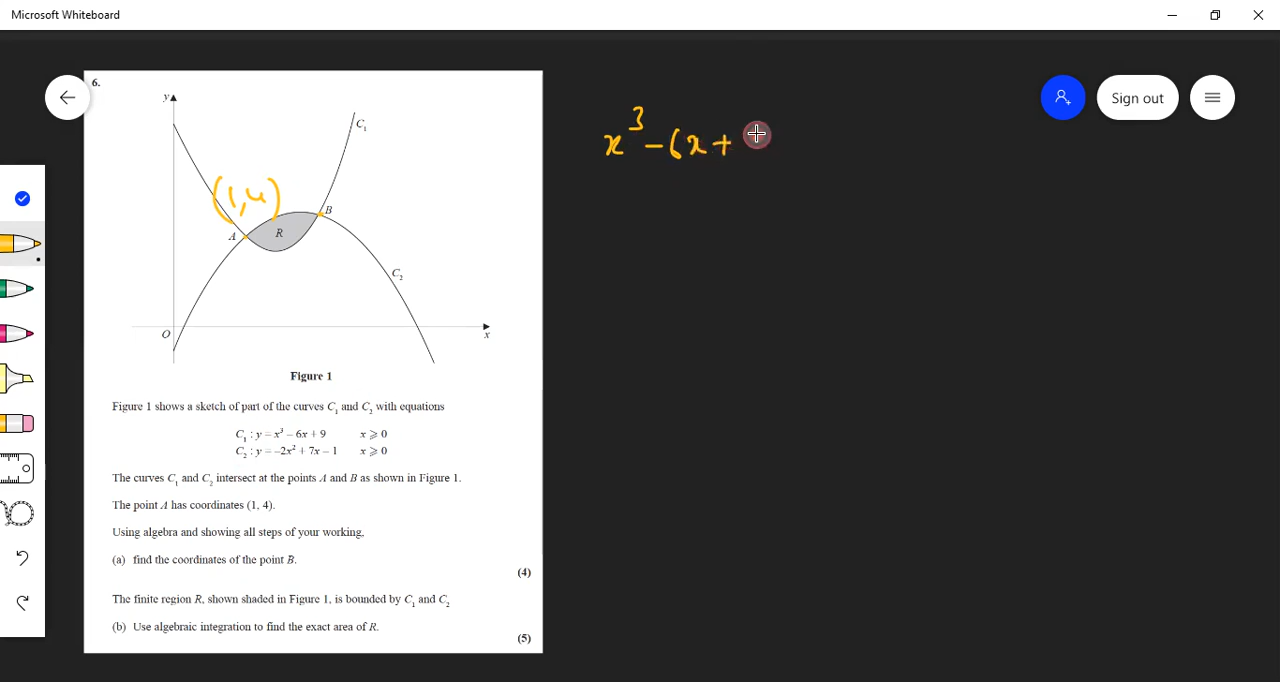 Microsoft Whiteboard
Sign out
6.
y
C₁
(1,4)
A
B
R
C₂
O
x
Figure 1
Figure 1 shows a sketch of part of the curves C₁ and C₂ with equations
C₁ : y = x³ – 6x + 9 x ⩾ 0
C₂ : y = –2x² + 7x – 1 x ⩾ 0
The curves C₁ and C₂ intersect at the points A and B as shown in Figure 1.
The point A has coordinates (1, 4).
Using algebra and showing all steps of your working,
(a) find the coordinates of the point B.
(4)
The finite region R, shown shaded in Figure 1, is bounded by C₁ and C₂
(b) Use algebraic integration to find the exact area of R.
(5)
x³ - 6x +